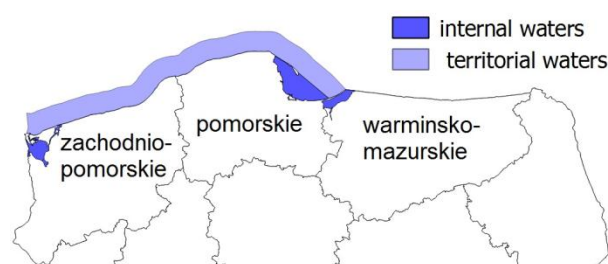 internal waters
territorial waters
zachodnio-
pomorskie
pomorskie
warminsko-
mazurskie